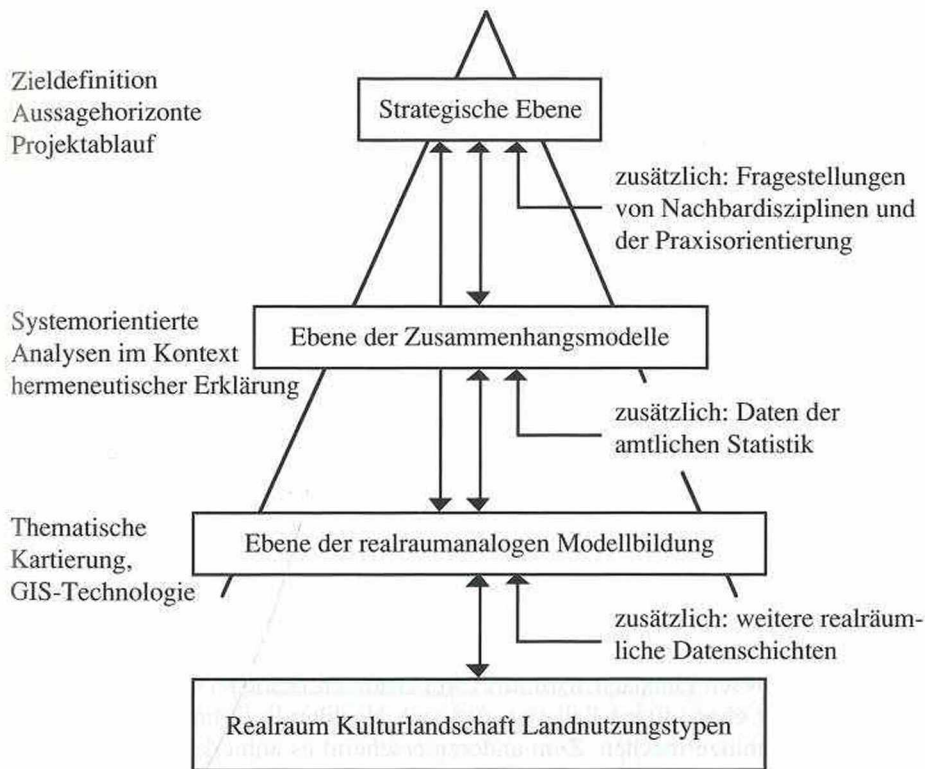 Zieldefinition
Aussagehorizonte
Projektablauf
Strategische Ebene
zusätzlich: Fragestellungen
von Nachbardisziplinen und
der Praxisorientierung
Systemorientierte
Analysen im Kontext
hermeneutischer Erklärung
Ebene der Zusammenhangsmodelle
zusätzlich: Daten der
amtlichen Statistik
Thematische
Kartierung,
GIS-Technologie
Ebene der realraumanalogen Modellbildung
zusätzlich: weitere realräum-
liche Datenschichten
Realraum Kulturlandschaft Landnutzungstypen